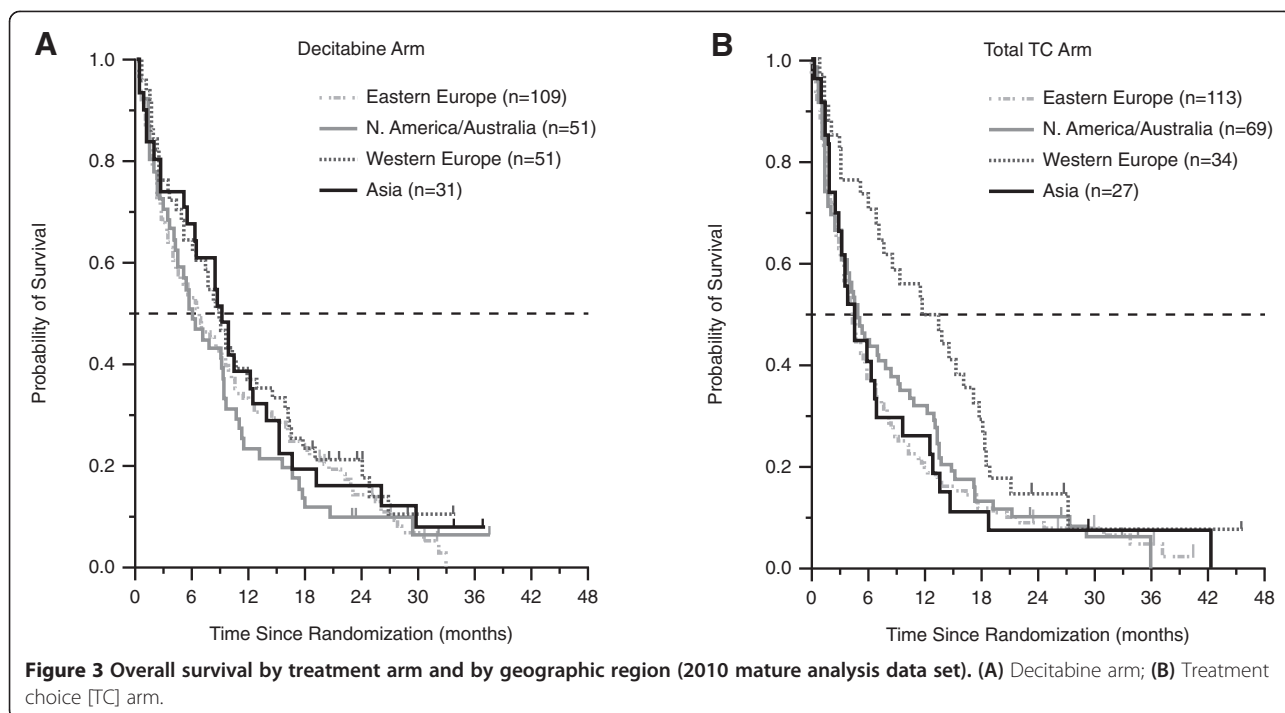 A
Decitabine Arm
Eastern Europe (n=109)
N. America/Australia (n=51)
Western Europe (n=51)
Asia (n=31)
1.0
0.8
0.6
0.4
0.2
0.0
Probability of Survival
0 6 12 18 24 30 36 42 48
Time Since Randomization (months)
B
Total TC Arm
Eastern Europe (n=113)
N. America/Australia (n=69)
Western Europe (n=34)
Asia (n=27)
1.0
0.8
0.6
0.4
0.2
0.0
Probability of Survival
0 6 12 18 24 30 36 42 48
Time Since Randomization (months)
Figure 3 Overall survival by treatment arm and by geographic region (2010 mature analysis data set). (A) Decitabine arm; (B) Treatment
choice [TC] arm.